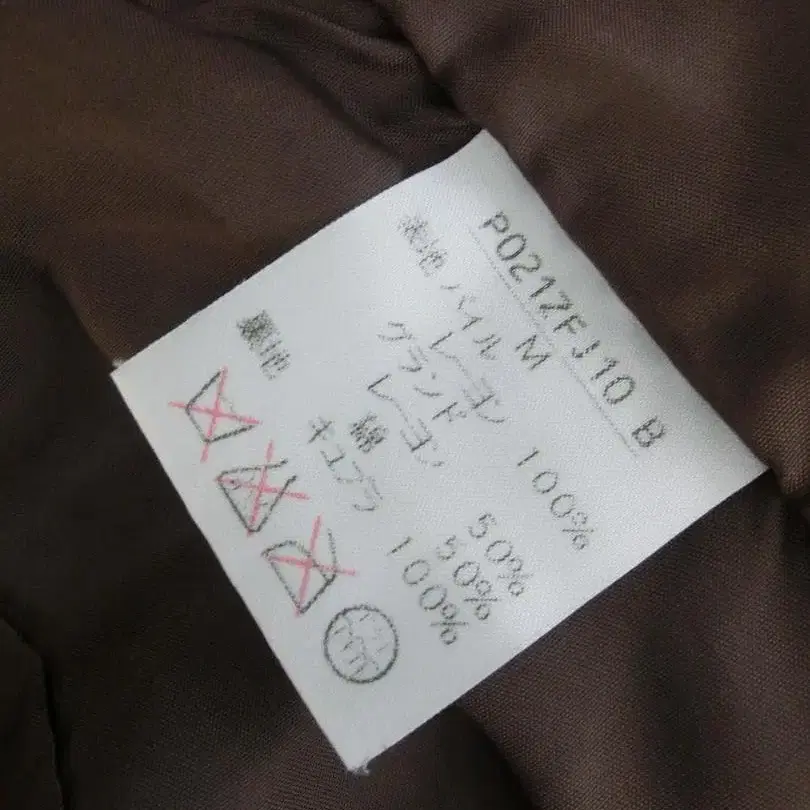 P0217FJ10 B
M
表地 パイル
レーヨン 100%
グランド
レーヨン 50%
綿 50%
裏地 キュプラ 100%